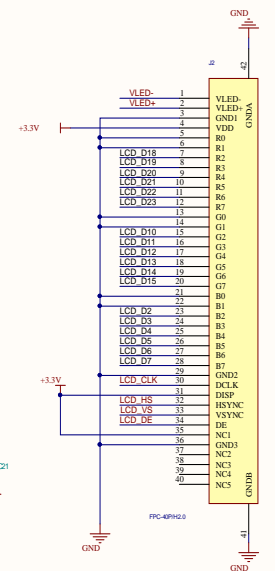 GND
J3
42
GNDA
VLED- 1 VLED-
VLED+ 2 VLED+
3 GND1
+3.3V 4 VDD
5 R0
6 R1
LCD_D18 7 R2
LCD_D19 8 R3
LCD_D20 9 R4
LCD_D21 10 R5
LCD_D22 11 R6
LCD_D23 12 R7
13 G0
14 G1
LCD_D10 15 G2
LCD_D11 16 G3
LCD_D12 17 G4
LCD_D13 18 G5
LCD_D14 19 G6
LCD_D15 20 G7
21 B0
22 B1
LCD_D2 23 B2
LCD_D3 24 B3
LCD_D4 25 B4
LCD_D5 26 B5
LCD_D6 27 B6
LCD_D7 28 B7
29 GND2
+3.3V LCD_CLK 30 DCLK
31 DISP
LCD_HS 32 HSYNC
LCD_VS 33 VSYNC
LCD_DE 34 DE
35 NC1
36 GND3
37 NC2
38 NC3
39 NC4
40 NC5
GNDB
41
FPC-40P/H2.0
GND
GND